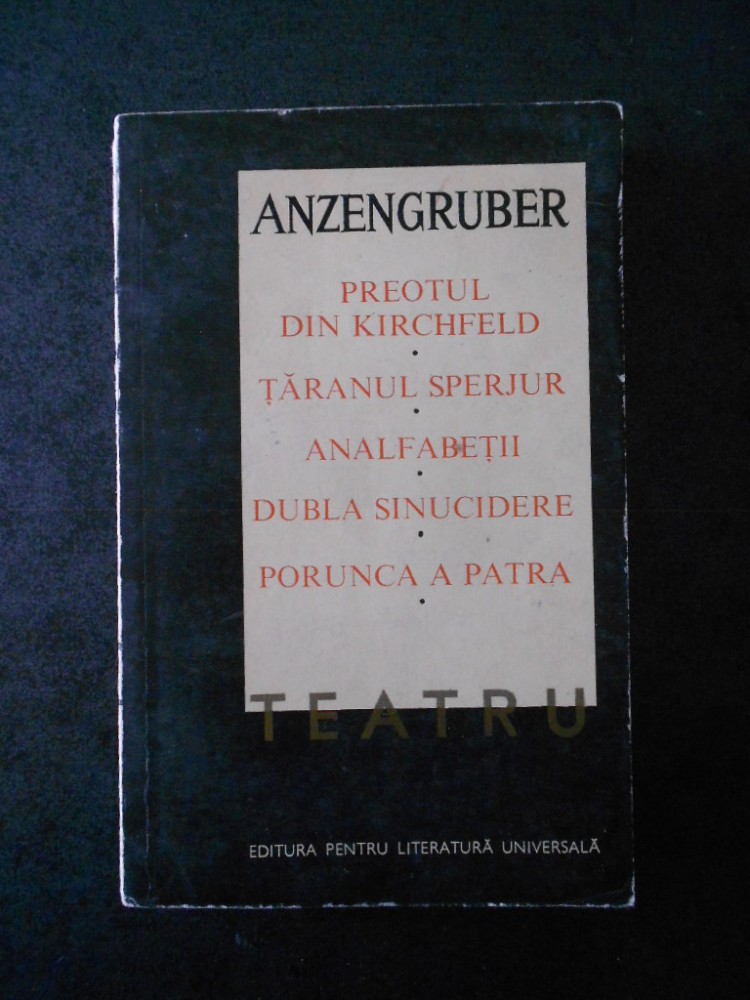 ANZENGRUBER
PREOTUL
DIN KIRCHFELD
•
ȚĂRANUL SPERJUR
•
ANALFABEȚII
•
DUBLA SINUCIDERE
•
PORUNCA A PATRA
•
TEATRU
EDITURA PENTRU LITERATURĂ UNIVERSALĂ